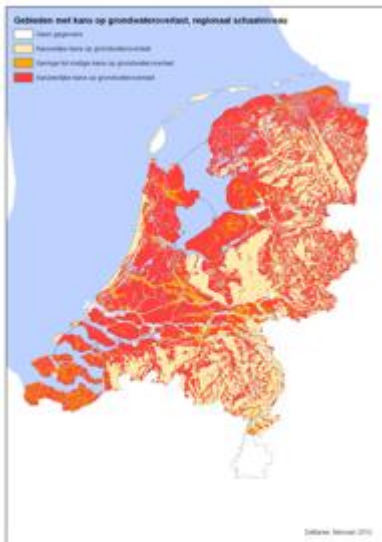 Gebieden met kans op grondwateroverlast, regionaal schaalniveau
Geen gegevens
Nauwelijks kans op grondwateroverlast
Geringe tot matige kans op grondwateroverlast
Aanzienlijke kans op grondwateroverlast
Deltares, februari 2012